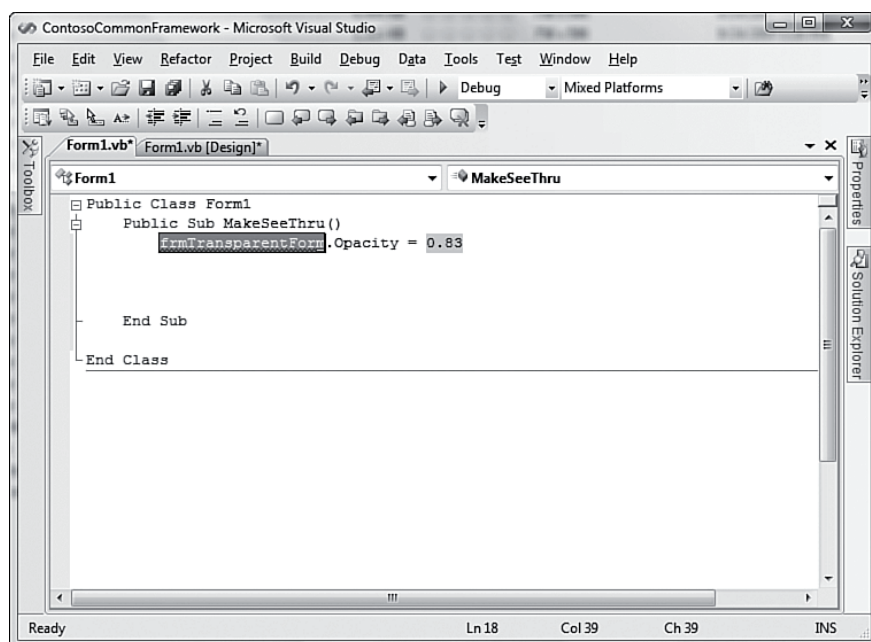 ContosoCommonFramework - Microsoft Visual Studio
File Edit View Refactor Project Build Debug Data Tools Test Window Help
Debug Mixed Platforms
Form1.vb* Form1.vb [Design]*
Toolbox
Form1 MakeSeeThru
Public Class Form1
Public Sub MakeSeeThru()
frmTransparentForm.Opacity = 0.83
End Sub
End Class
Properties
Solution Explorer
Ready Ln 18 Col 39 Ch 39 INS